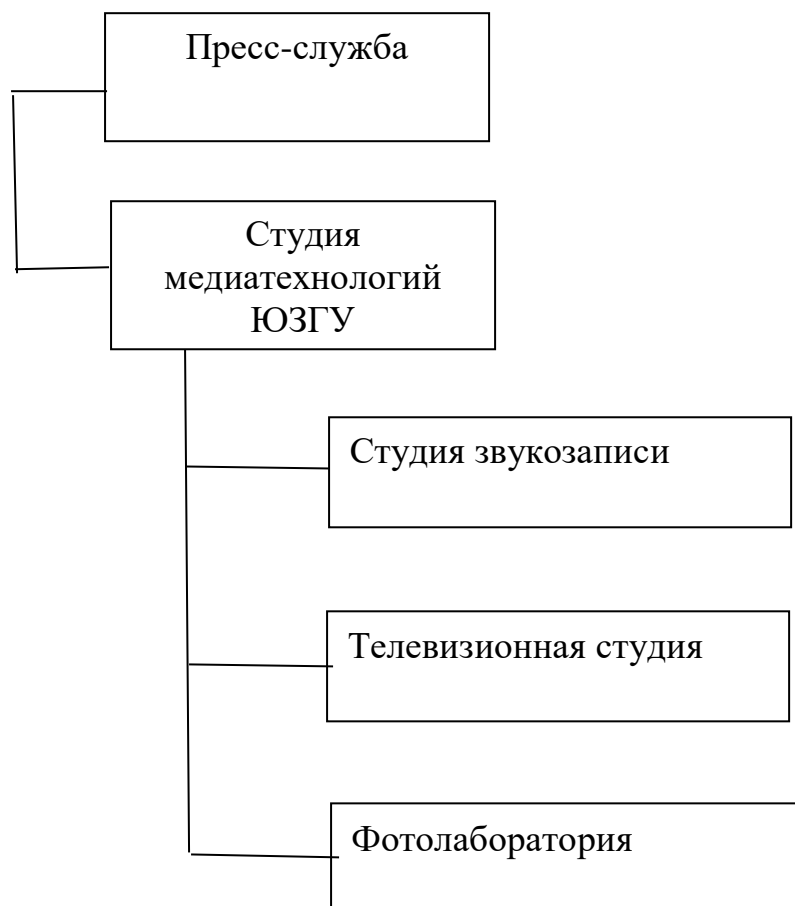 Пресс-служба
Студия
медиатехнологий
ЮЗГУ
Студия звукозаписи
Телевизионная студия
Фотолаборатория